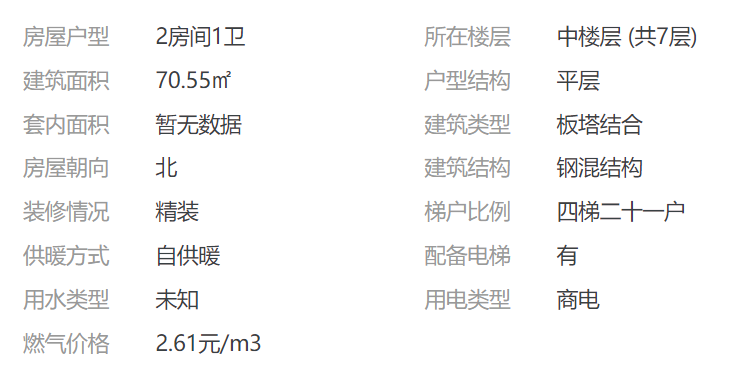 房屋户型 2房间1卫 所在楼层 中楼层 (共7层)
建筑面积 70.55㎡ 户型结构 平层
套内面积 暂无数据 建筑类型 板塔结合
房屋朝向 北 建筑结构 钢混结构
装修情况 精装 梯户比例 四梯二十一户
供暖方式 自供暖 配备电梯 有
用水类型 未知 用电类型 商电
燃气价格 2.61元/m3